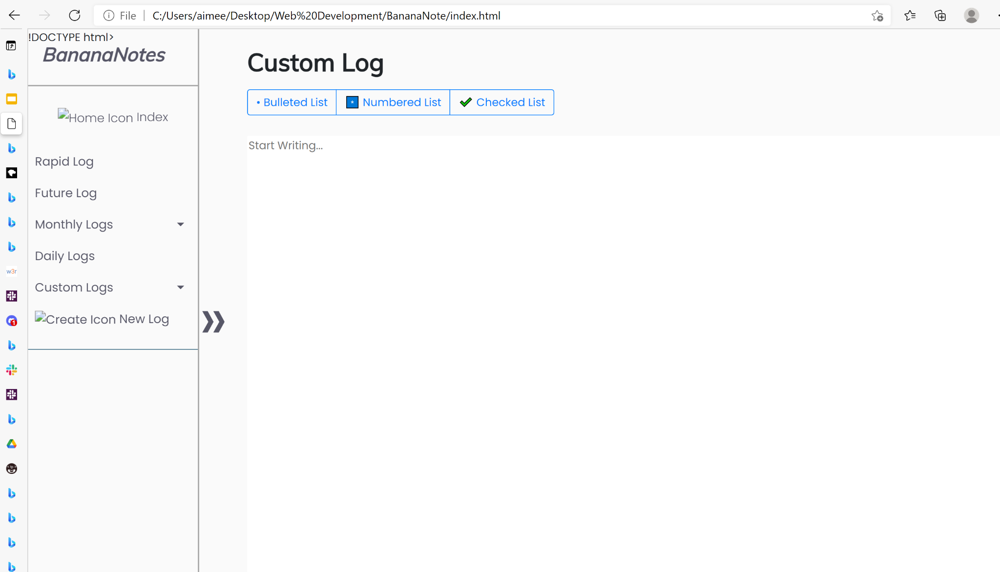 File
C:/Users/aimee/Desktop/Web%20Development/BananaNote/index.html
!DOCTYPE html>
BananaNotes
Home Icon Index
Rapid Log
Future Log
Monthly Logs
Daily Logs
Custom Logs
Create Icon New Log
Custom Log
• Bulleted List
* Numbered List
✔ Checked List
Start Writing...
w3r
1